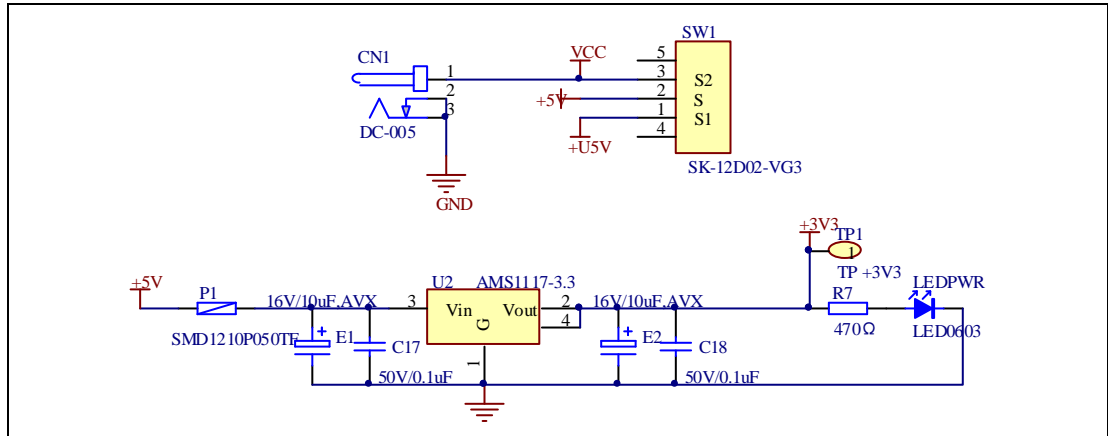 SW1
CN1
VCC
5
1
3
S2
2
+5V
2
S
3
1
S1
DC-005
+U5V
4
SK-12D02-VG3
GND
+3V3
TP1
1
+5V
P1
U2
AMS1117-3.3
TP +3V3
LEDPWR
16V/10uF,AVX
3
Vin
Vout
2
16V/10uF,AVX
R7
G
4
SMD1210P050TF
E1
C17
E2
C18
470Ω
LED0603
1
50V/0.1uF
50V/0.1uF